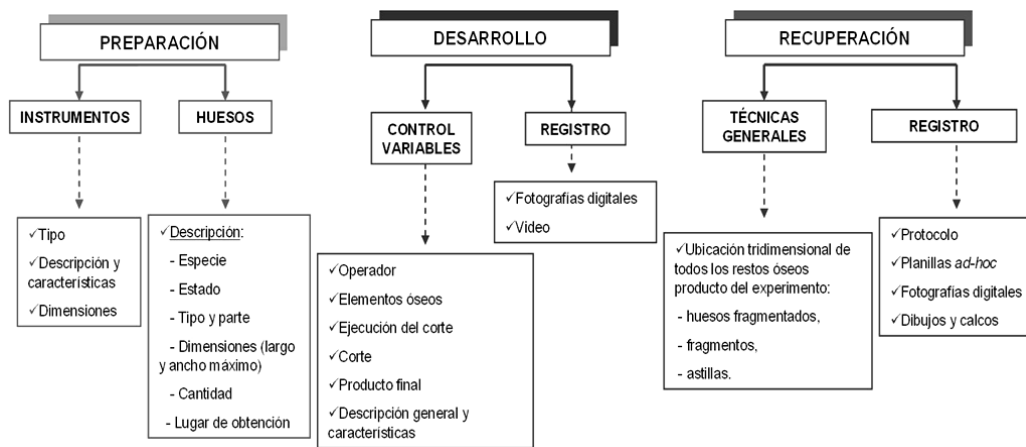 PREPARACIÓN
INSTRUMENTOS
HUESOS
✓Tipo
✓Descripción y
características
✓Dimensiones
✓Descripción:
- Especie
- Estado
- Tipo y parte
- Dimensiones (largo
y ancho máximo)
- Cantidad
- Lugar de obtención
DESARROLLO
CONTROL
VARIABLES
REGISTRO
✓Operador
✓Elementos óseos
✓Ejecución del corte
✓Corte
✓Producto final
✓Descripción general y
características
✓Fotografías digitales
✓Video
RECUPERACIÓN
TÉCNICAS
GENERALES
REGISTRO
✓Ubicación tridimensional de
todos los restos óseos
producto del experimento:
- huesos fragmentados,
- fragmentos,
- astillas.
✓Protocolo
✓Planillas ad-hoc
✓Fotografías digitales
✓Dibujos y calcos